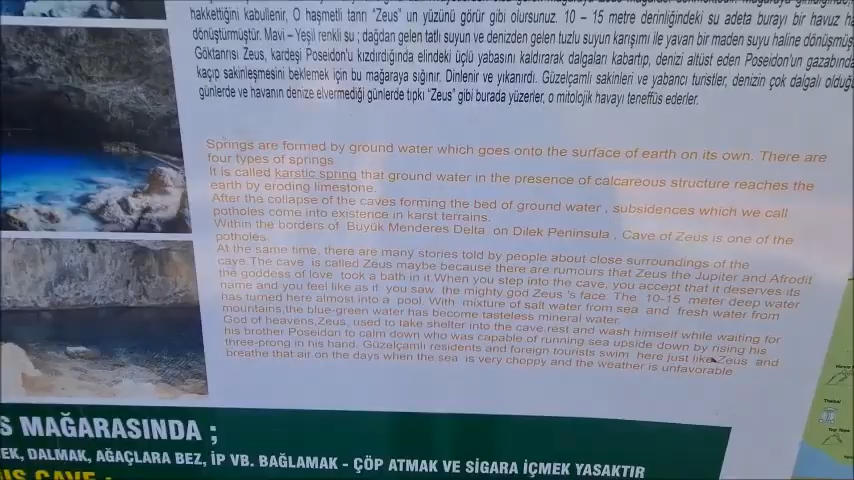 hakkettiğini kabullenir, O haşmetli tanrı "Zeus" un yüzünü görür gibi olursunuz. 10 – 15 metre derinliğindeki su adeta burayı bir havuz ha
dönüştürmüştür. Mavi – Yeşil renkli su ; dağdan gelen tatlı suyun ve denizden gelen tuzlu suyun karışımı ile yavan bir maden suyu haline dönüşmüş
Göktanrısı Zeus, kardeşi Poseidon'u kızdırdığında elindeki üçlü yabasını kaldırarak, dalgaları kabartıp, denizi altüst eden Poseidon'un gazabında
kaçıp sakinleşmesini beklemek için bu mağaraya sığınır. Dinlenir ve yıkanırdı. Güzelçamlı sakinleri ve yabancı turistler, denizin çok dalgalı olduğu
günlerde ve havanın denize elvermediği günlerde tıpkı "Zeus" gibi burada yüzerler, o mitolojik havayı teneffüs ederler.
Springs are formed by ground water which goes onto the surface of earth on its own. There are
four types of springs
It is called karstic spring that ground water in the presence of calcareous structure reaches the
earth by eroding limestone.
After the collapse of the caves forming the bed of ground water , subsidences which we call
potholes come into existence in karst terrains.
Within the borders of Buyük Menderes Delta on Dilek Peninsula , Cave of Zeus is one of the
potholes.
At the same time, there are many stories told by people about close surroundings of the
cave.The cave is called Zeus maybe because there are rumours that Zeus the Jupiter and Afrodit
the goddess of love took a bath in it.When you step into the cave, you accept that it deserves its
name and you feel like as if you saw, the mighty god Zeus 's face. The 10-15 meter deep water
has turned here almost into a pool. With mixture of salt water from sea and fresh water from
mountains,the blue-green water has become tasteless mineral water.
God of heavens,Zeus, used to take shelter into the cave,rest and wash himself while waiting for
his brother Poseidon to calm down who was capable of running sea upside down by rising his
three-prong in his hand. Güzelçamlı residents and foreign tourists swim here just like Zeus and
breathe that air on the days when the sea is very choppy and the weather is unfavorable
S MAĞARASINDA ;
EK, DALMAK, AĞAÇLARA BEZ, İP VB. BAĞLAMAK - ÇÖP ATMAK VE SİGARA İÇMEK YASAKTIR
US CAVE ;